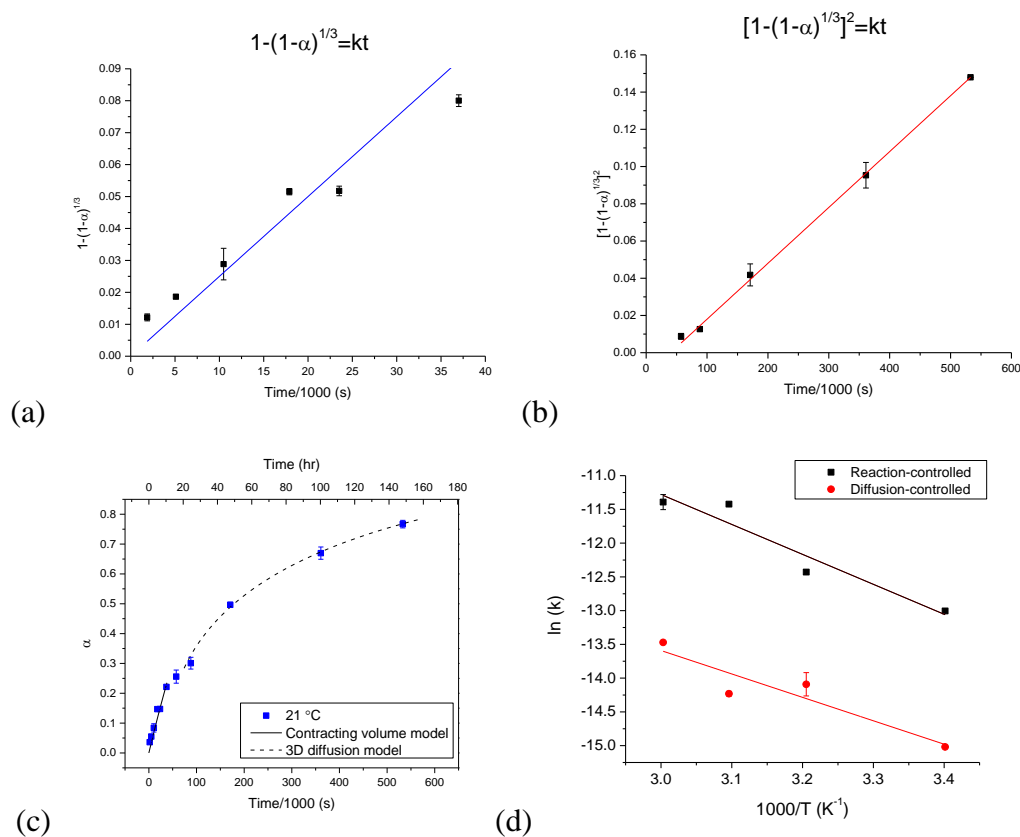 1-(1-α)^{1/3}=kt
0.09
0.08
0.07
0.06
0.05
0.04
0.03
0.02
0.01
0.00
1-(1-α)^{1/3}
0 5 10 15 20 25 30 35 40
Time/1000 (s)
(a)
[1-(1-α)^{1/3}]^2=kt
0.16
0.14
0.12
0.10
0.08
0.06
0.04
0.02
0.00
[1-(1-α)^{1/3}]^2
0 100 200 300 400 500 600
Time/1000 (s)
(b)
Time (hr)
0 20 40 60 80 100 120 140 160 180
0.8
0.7
0.6
0.5
0.4
0.3
0.2
0.1
0.0
α
21 °C
Contracting volume model
3D diffusion model
0 100 200 300 400 500 600
Time/1000 (s)
(c)
Reaction-controlled
Diffusion-controlled
-11.0
-11.5
-12.0
-12.5
-13.0
-13.5
-14.0
-14.5
-15.0
ln (k)
3.0 3.1 3.2 3.3 3.4
1000/T (K^{-1})
(d)